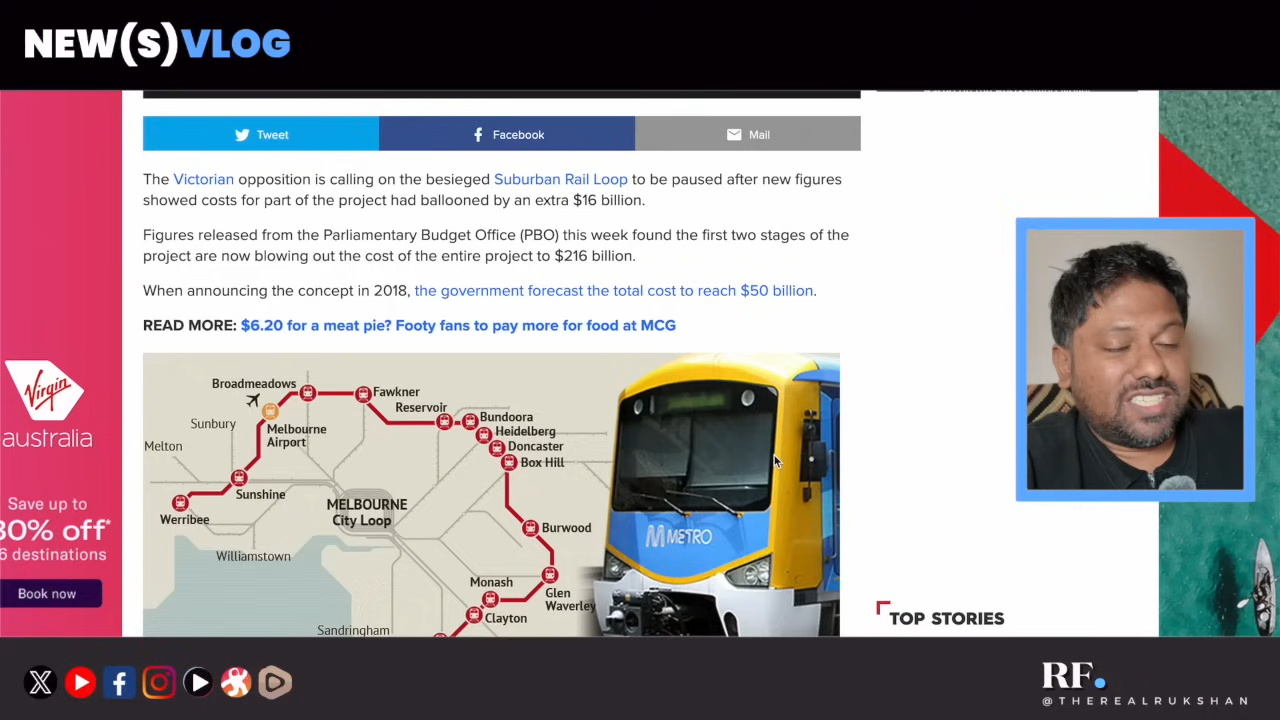 NEW(S)VLOG
Tweet
Facebook
Mail
The Victorian opposition is calling on the besieged Suburban Rail Loop to be paused after new figures
showed costs for part of the project had ballooned by an extra $16 billion.
Figures released from the Parliamentary Budget Office (PBO) this week found the first two stages of the
project are now blowing out the cost of the entire project to $216 billion.
When announcing the concept in 2018, the government forecast the total cost to reach $50 billion.
READ MORE: $6.20 for a meat pie? Footy fans to pay more for food at MCG
Broadmeadows
Fawkner
Reservoir
Bundoora
Heidelberg
Doncaster
Box Hill
Sunbury
Melbourne
Airport
Melton
Sunshine
MELBOURNE
City Loop
Werribee
Burwood
Williamstown
Monash
Glen
Waverley
Clayton
Sandringham
METRO
Virgin
australia
Save up to
30% off*
6 destinations
Book now
TOP STORIES
RF.
@THEREALRUKSHAN